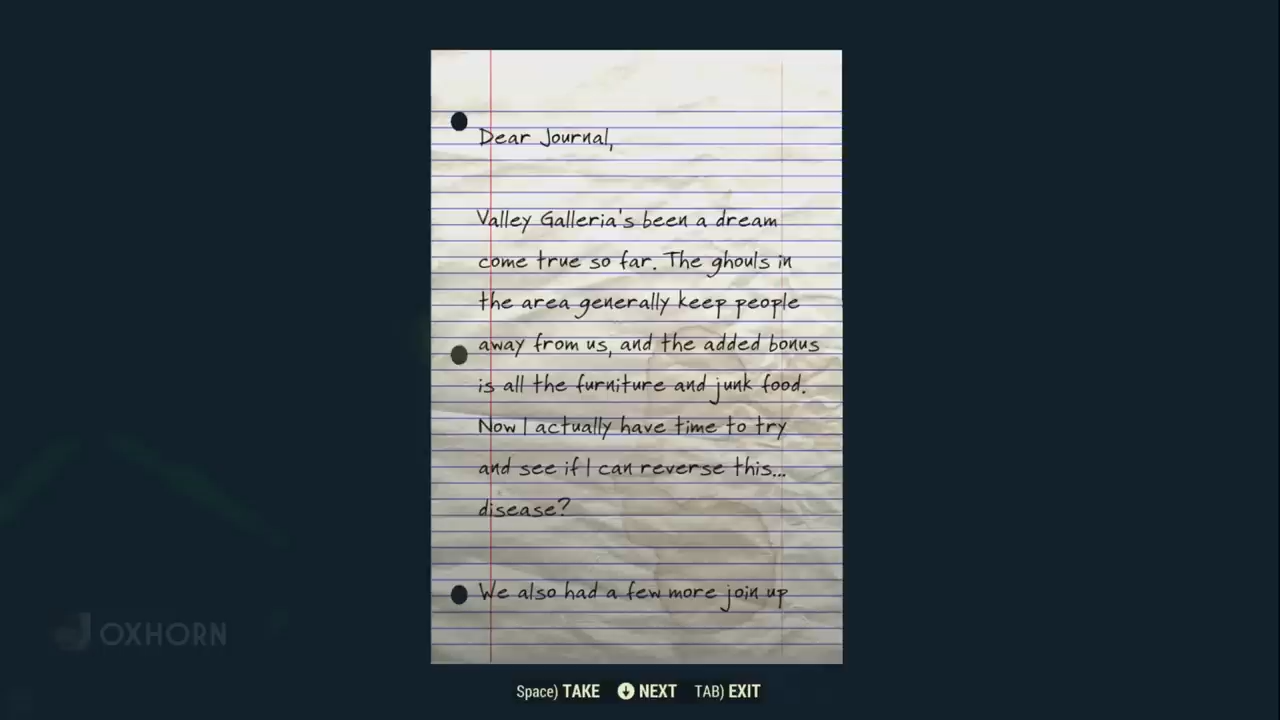 Dear Journal,
Valley Galleria's been a dream
come true so far. The ghouls in
the area generally keep people
away from us, and the added bonus
is all the furniture and junk food.
Now I actually have time to try
and see if I can reverse this...
disease?
We also had a few more join up
OXHORN
Space) TAKE NEXT TAB) EXIT